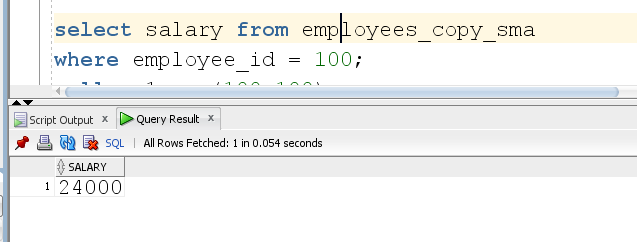 select salary from employees_copy_sma
where employee_id = 100;
Script Output x Query Result x
SQL | All Rows Fetched: 1 in 0.054 seconds
SALARY
1 24000